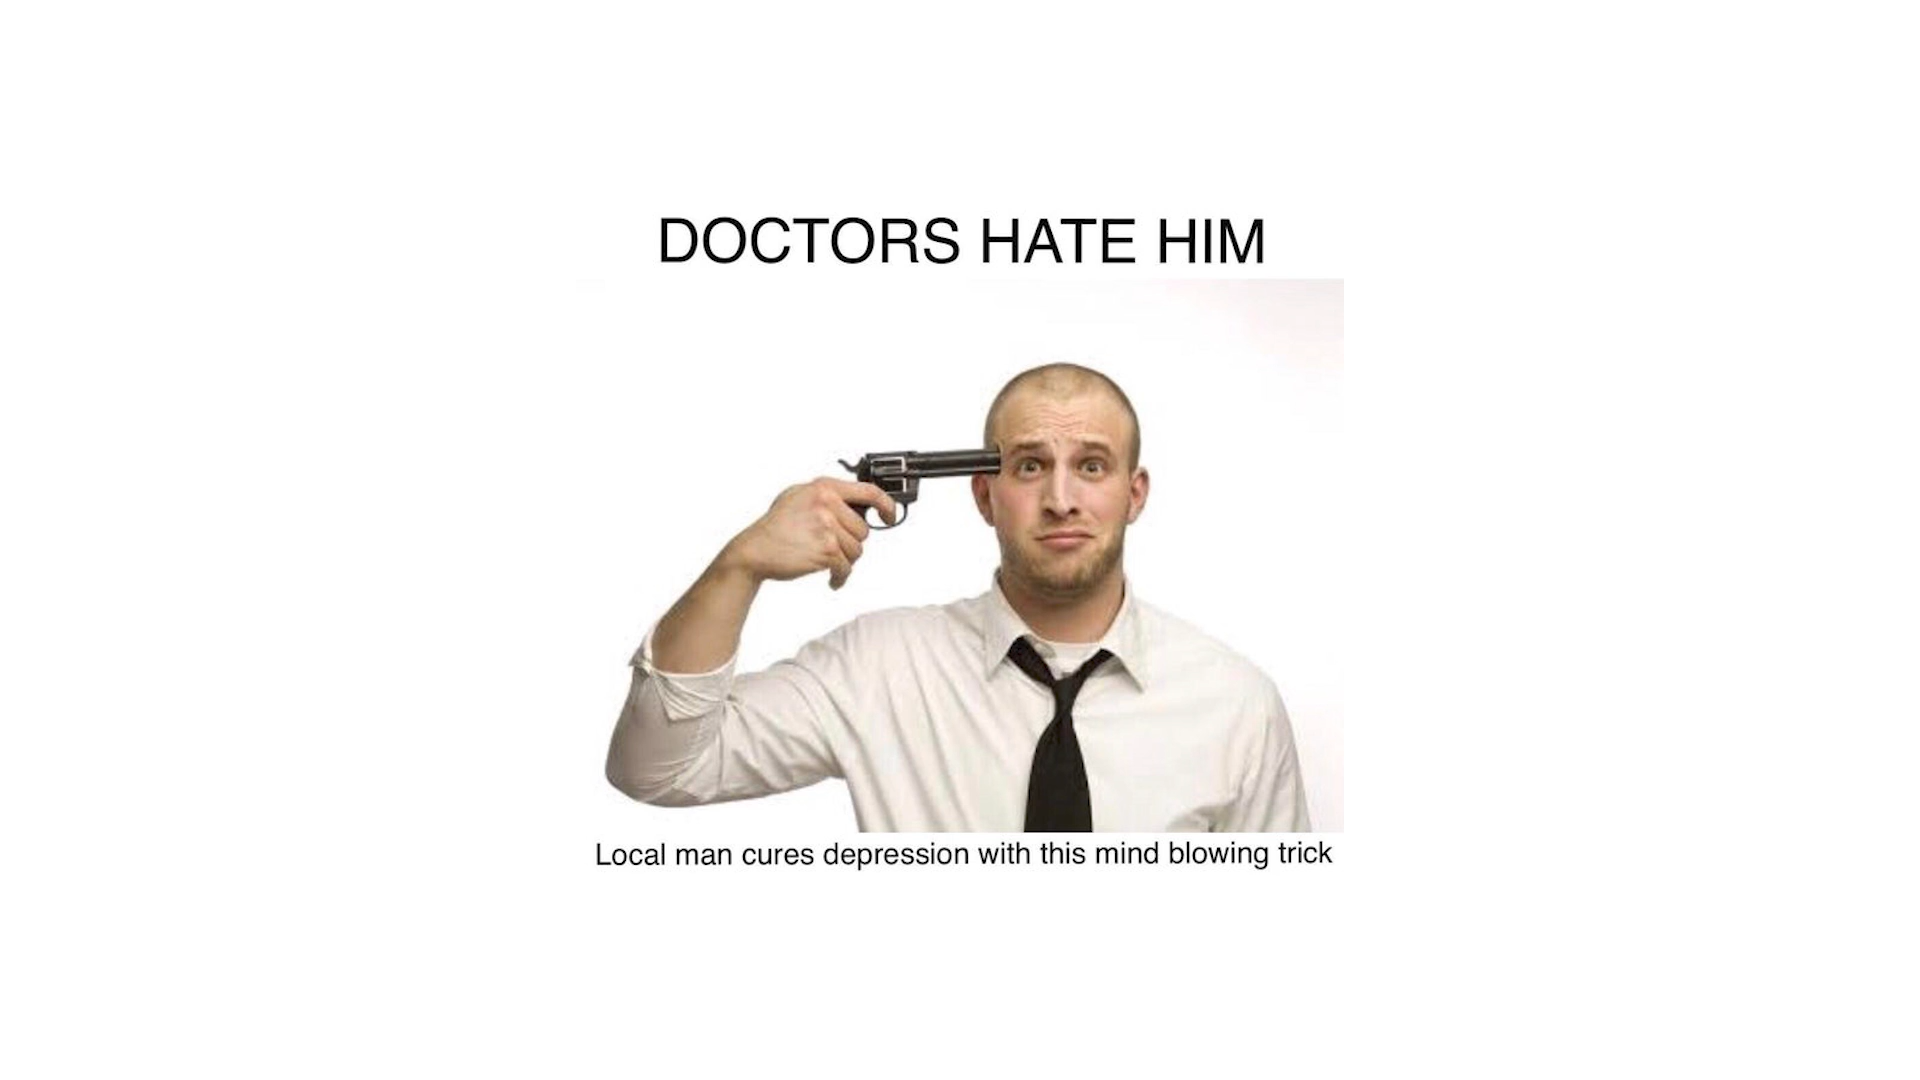 DOCTORS HATE HIM
Local man cures depression with this mind blowing trick